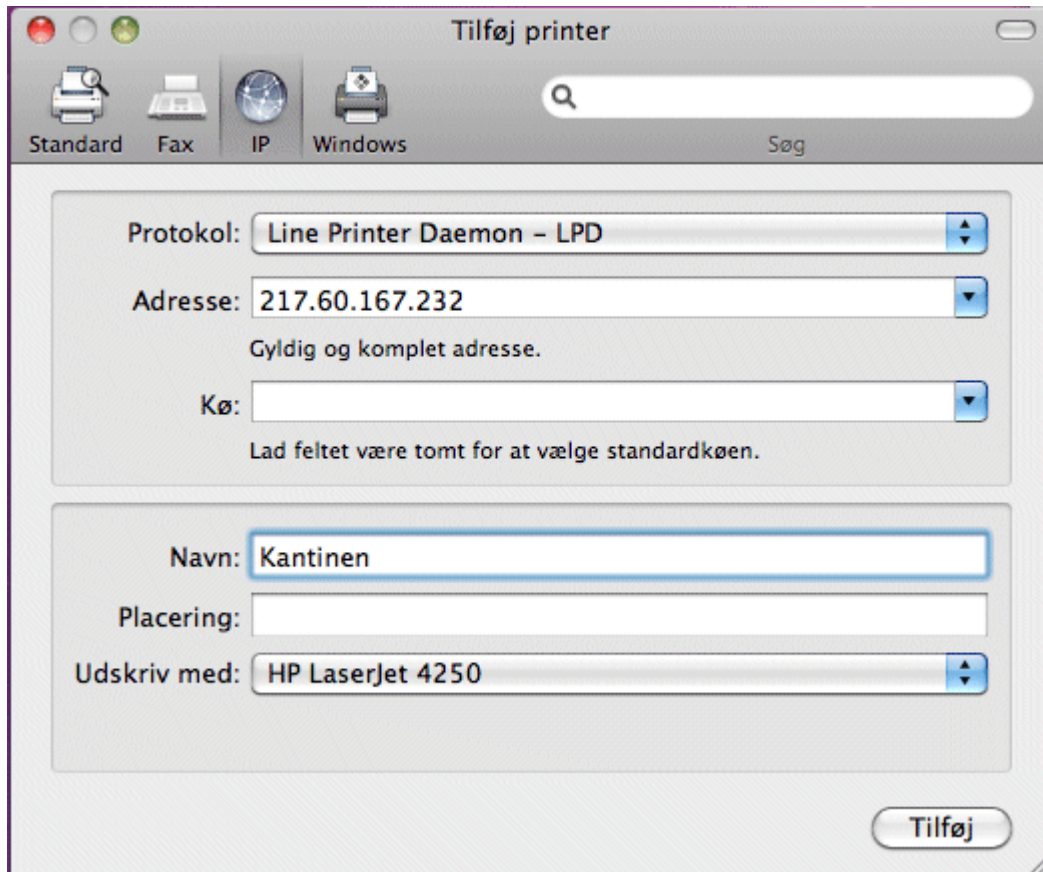 Tilføj printer
Standard Fax IP Windows Søg
Protokol: Line Printer Daemon – LPD
Adresse: 217.60.167.232
Gyldig og komplet adresse.
Kø:
Lad feltet være tomt for at vælge standardkøen.
Navn: Kantinen
Placering:
Udskriv med: HP LaserJet 4250
Tilføj